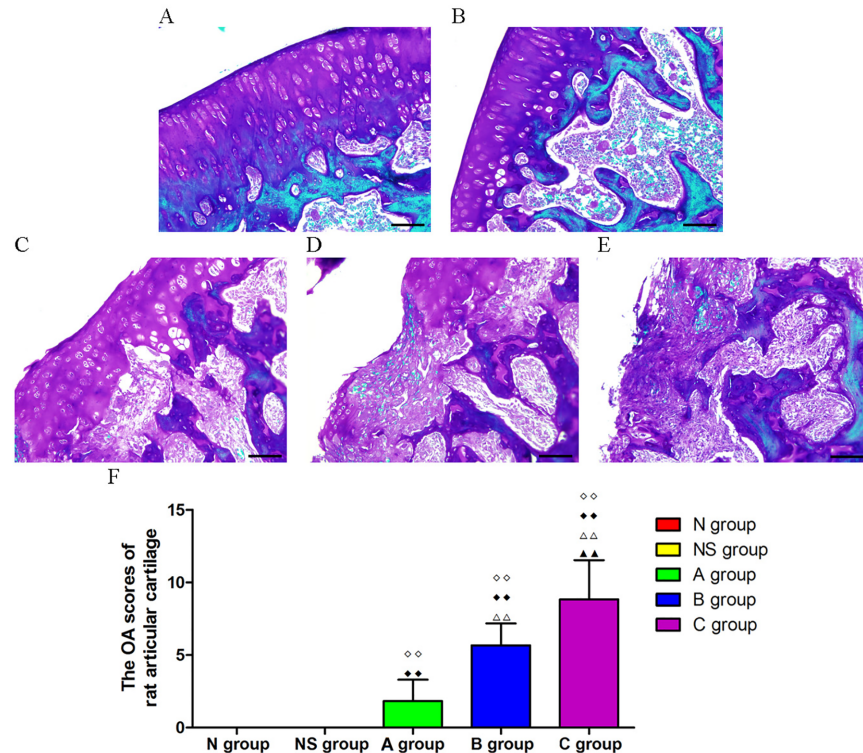 A
B
C
D
E
F
The OA scores of
rat articular cartilage
15
10
5
0
◇◇
◆◆
◇◇
◆◆
△△
◇◇
◆◆
△△
▲▲
N group
NS group
A group
B group
C group
N group
NS group
A group
B group
C group